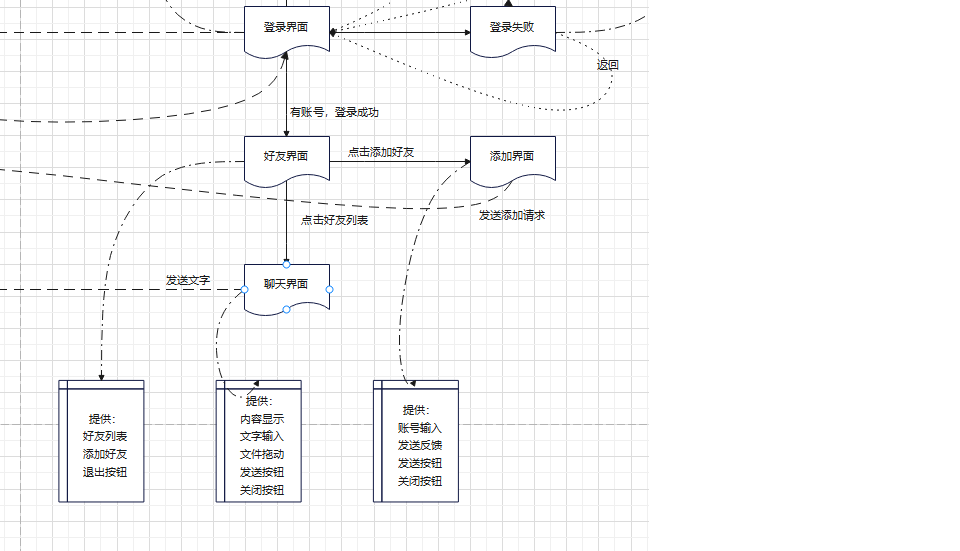 登录界面
登录失败
返回
有账号，登录成功
好友界面
点击添加好友
添加界面
点击好友列表
发送添加请求
发送文字
聊天界面
提供：
好友列表
添加好友
退出按钮
提供：
内容显示
文字输入
文件拖动
发送按钮
关闭按钮
提供：
账号输入
发送反馈
发送按钮
关闭按钮